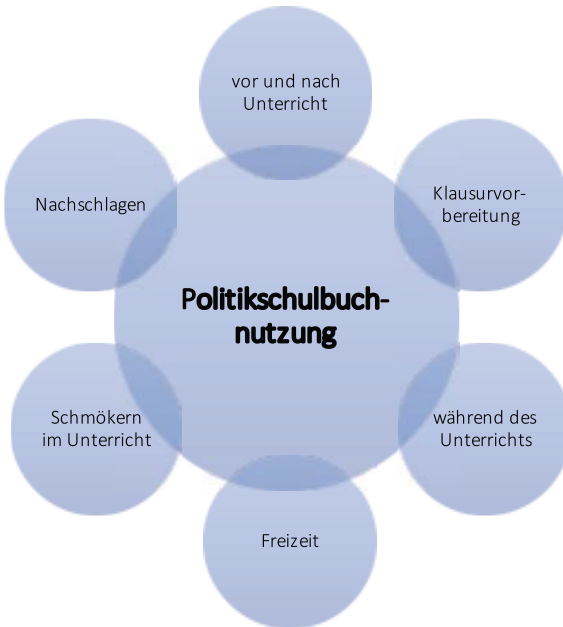 vor und nach
Unterricht
Klausurvor-
bereitung
während des
Unterrichts
Freizeit
Schmökern
im Unterricht
Nachschlagen
Politikschulbuch-
nutzung